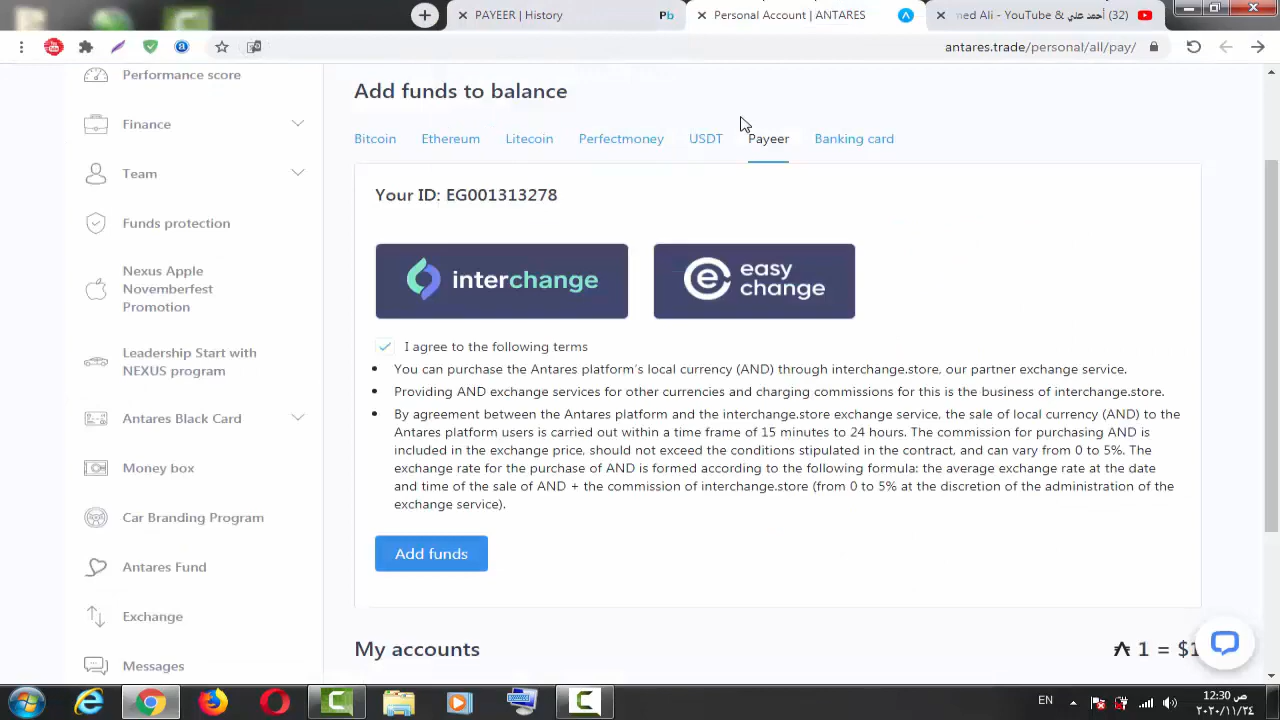 PAYEER | History
Pb
Personal Account | ANTARES
(32) أحمد علي & ned Ali - YouTube
antares.trade/personal/all/pay/
Performance score
Finance
Team
Funds protection
Nexus Apple
Novemberfest
Promotion
Leadership Start with
NEXUS program
Antares Black Card
Money box
Car Branding Program
Antares Fund
Exchange
Messages
Add funds to balance
Bitcoin
Ethereum
Litecoin
Perfectmoney
USDT
Payeer
Banking card
Your ID: EG001313278
interchange
easy
change
I agree to the following terms
You can purchase the Antares platform's local currency (AND) through interchange.store, our partner exchange service.
Providing AND exchange services for other currencies and charging commissions for this is the business of interchange.store.
By agreement between the Antares platform and the interchange.store exchange service, the sale of local currency (AND) to the
Antares platform users is carried out within a time frame of 15 minutes to 24 hours. The commission for purchasing AND is
included in the exchange price, should not exceed the conditions stipulated in the contract, and can vary from 0 to 5%. The
exchange rate for the purchase of AND is formed according to the following formula: the average exchange rate at the date
and time of the sale of AND + the commission of interchange.store (from 0 to 5% at the discretion of the administration of the
exchange service).
Add funds
My accounts
1 = $1
EN
12:30 ص
٢٠٢٠/١١/٢٤